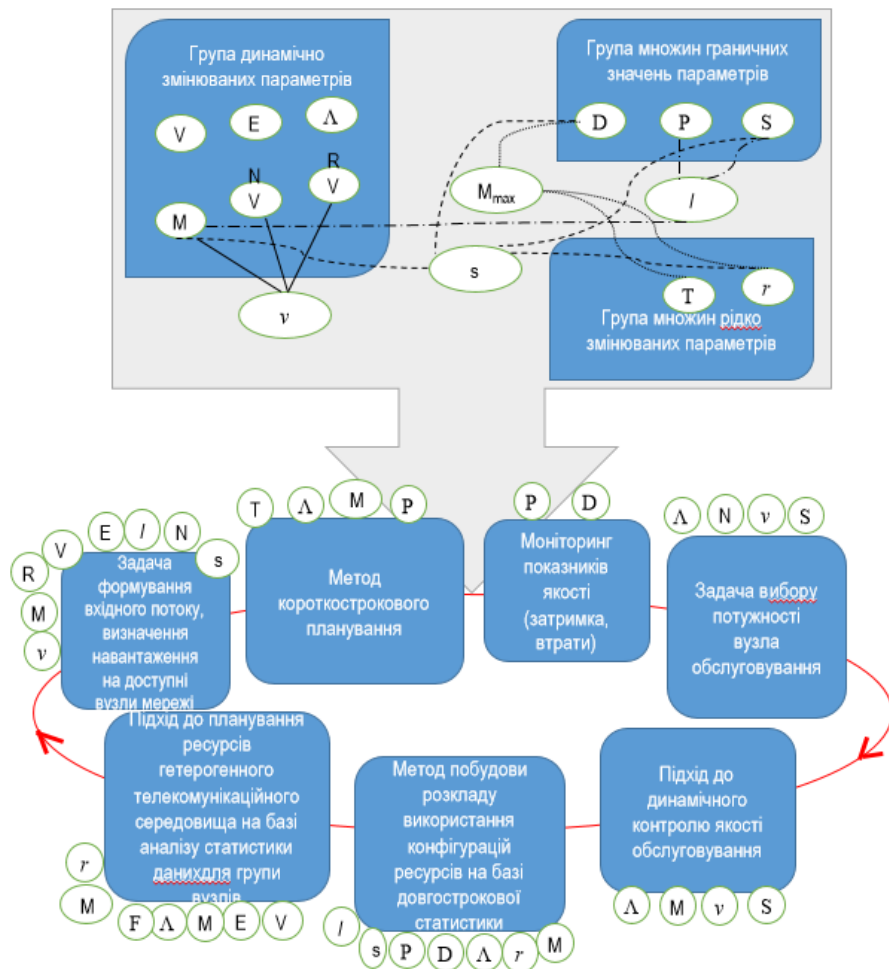 Група динамічно
змінюваних параметрів
V E Λ
N R
M V V
ν
Група множин граничних
значень параметрів
D P S
M max
l
s
T r
Група множин рідко
змінюваних параметрів
R V E I N s
M
ν
Задача
формування
вхідного потоку,
визначення
навантаження
на доступні
вузли мережі
T Λ M P
Метод
короткострокового
планування
P D
Моніторинг
показників
якості
(затримка,
втрати)
Λ N ν S
Задача вибору
потужності
вузла
обслуговування
Підхід до планування
ресурсів
гетерогенного
телекомунікаційного
середовища на базі
аналізу статистики
данихдля групи
вузлів
r
M F Λ M E V
Метод побудови
розкладу
використання
конфігурацій
ресурсів на базі
довгострокової
статистики
l s P D Λ r M
Підхід до
динамічного
контролю якості
обслуговування
Λ M ν S